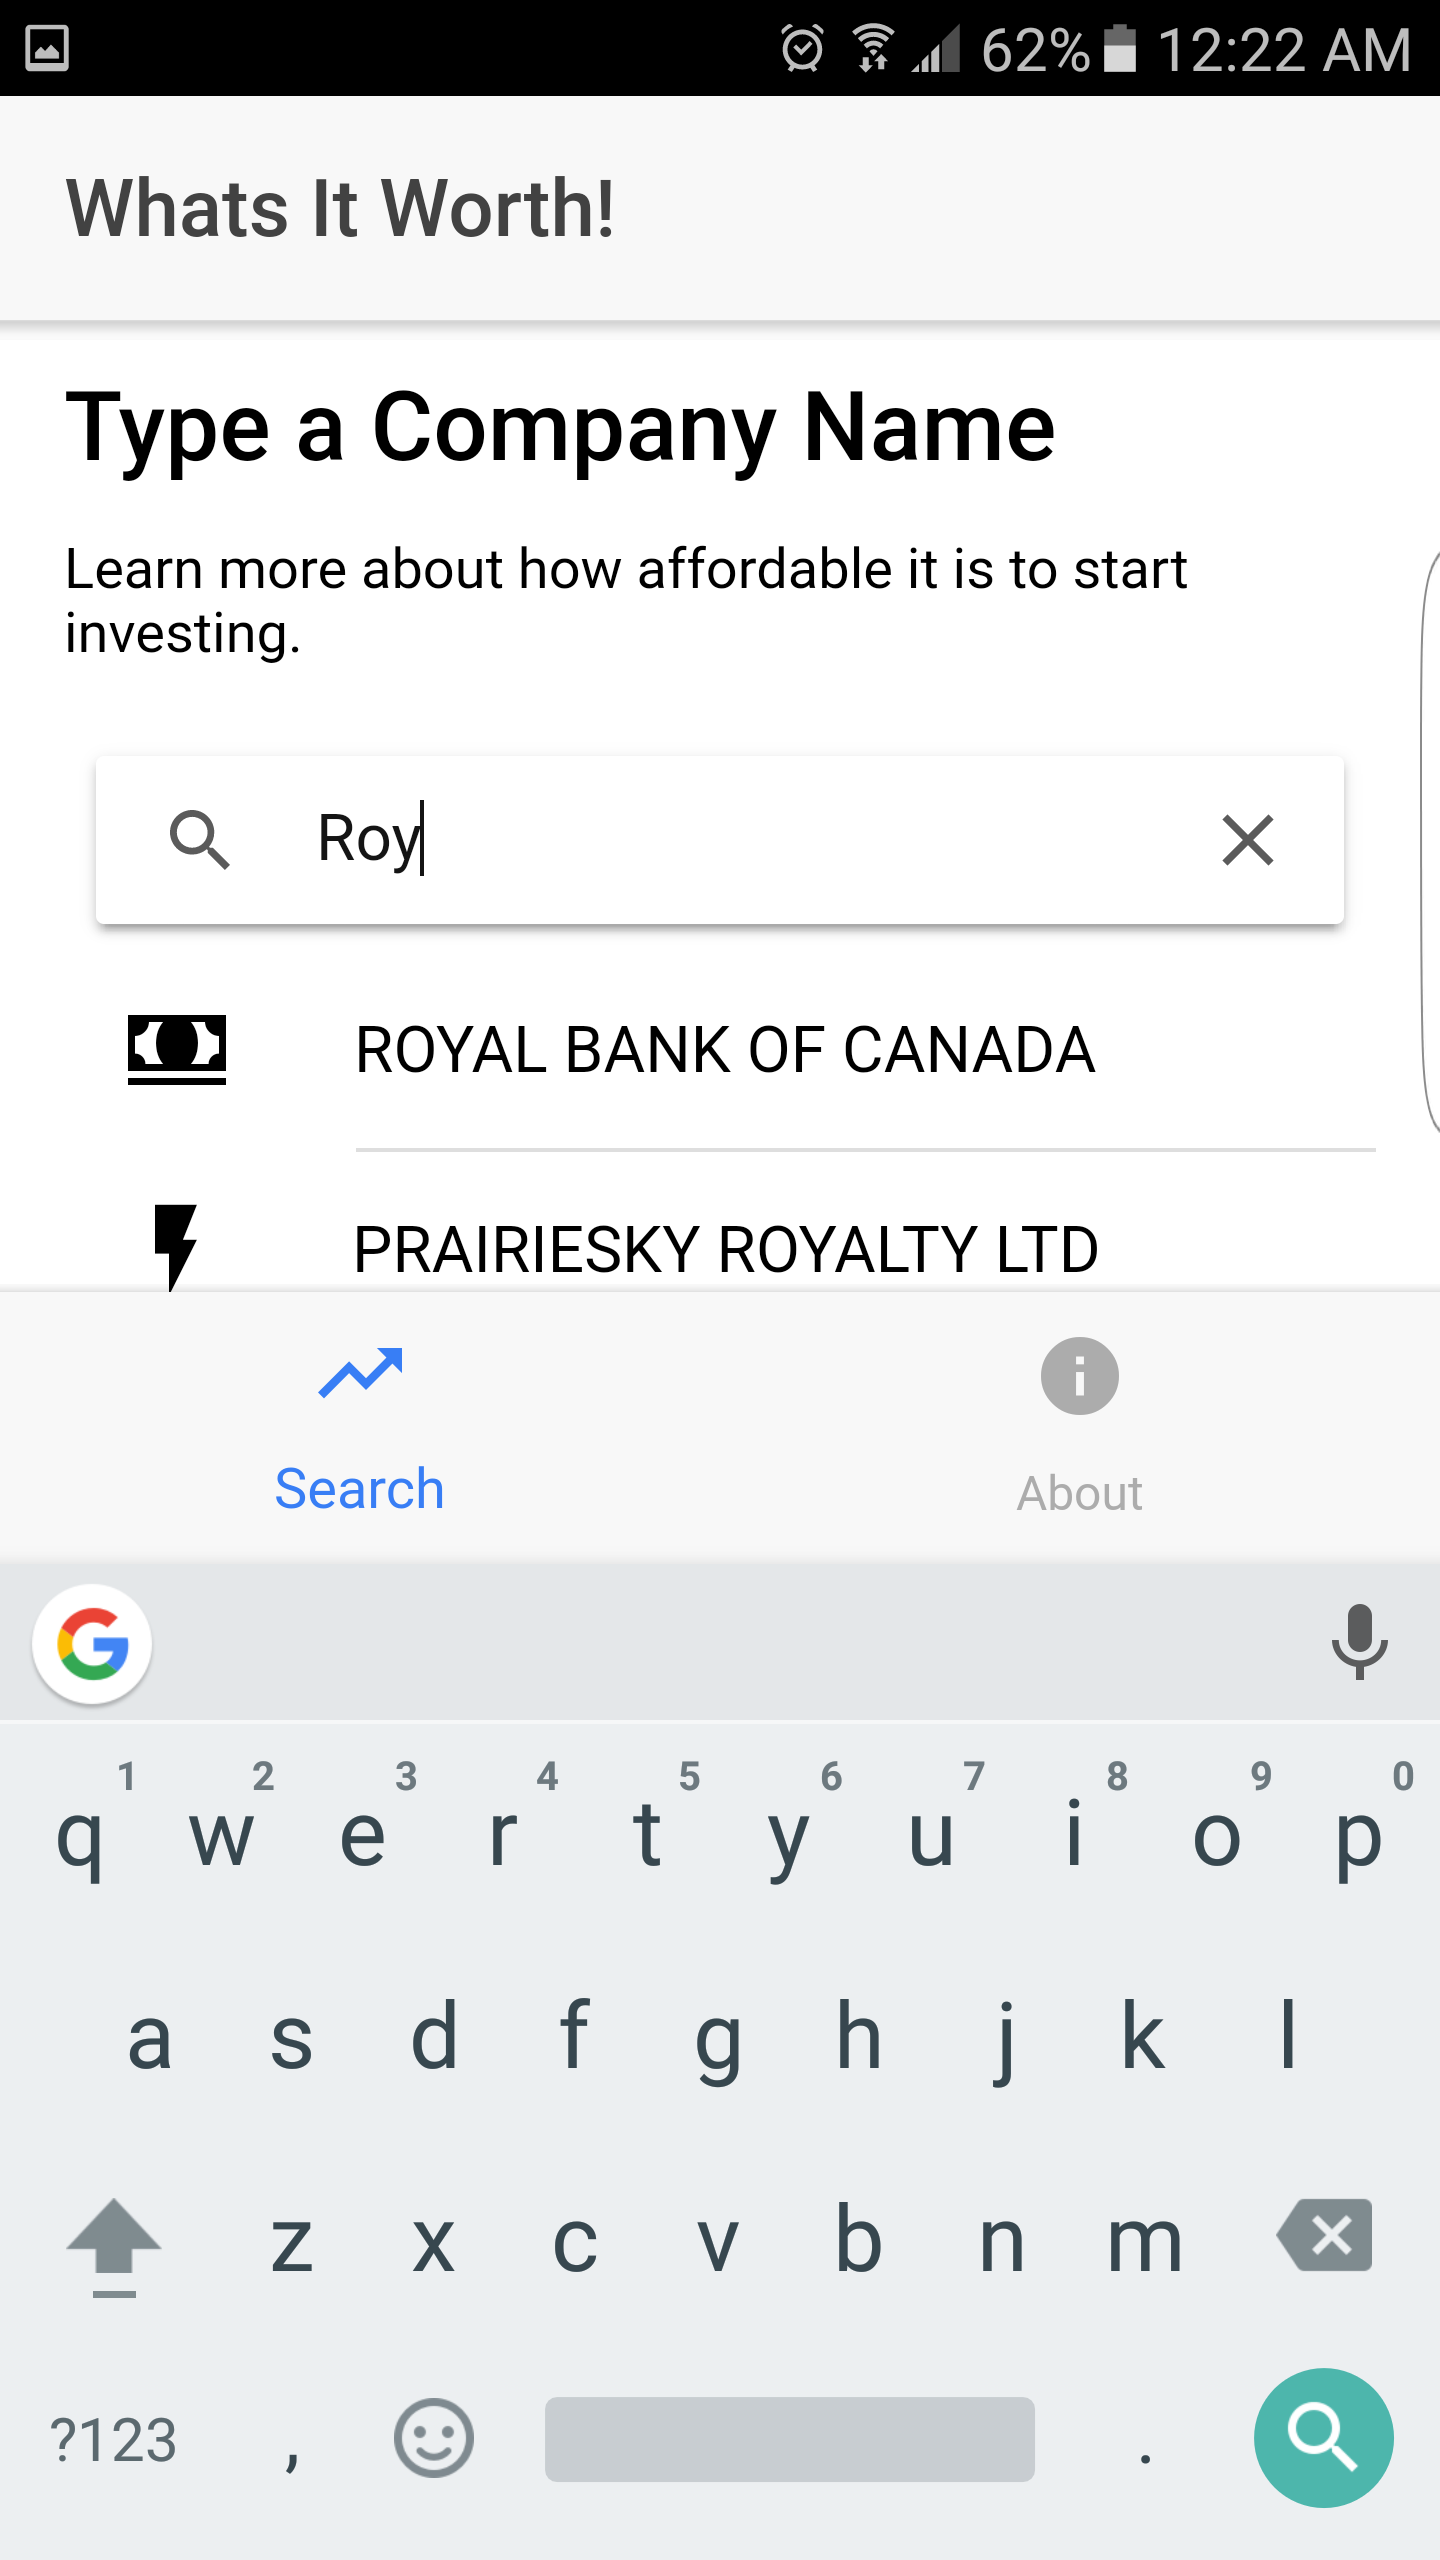 62% 12:22 AM
Whats It Worth!
Type a Company Name
Learn more about how affordable it is to start
investing.
Roy
ROYAL BANK OF CANADA
PRAIRIESKY ROYALTY LTD
Search
About
1 2 3 4 5 6 7 8 9 0
q w e r t y u i o p
a s d f g h j k l
z x c v b n m
?123 , .